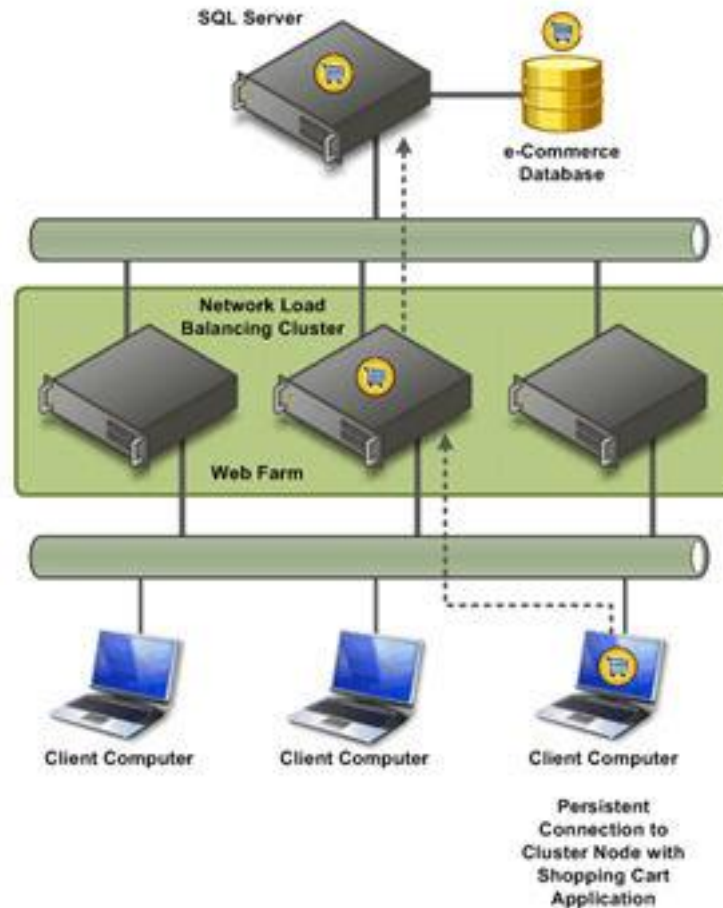 SQL Server
e-Commerce
Database
Network Load
Balancing Cluster
Web Farm
Client Computer
Client Computer
Client Computer
Persistent
Connection to
Cluster Node with
Shopping Cart
Application